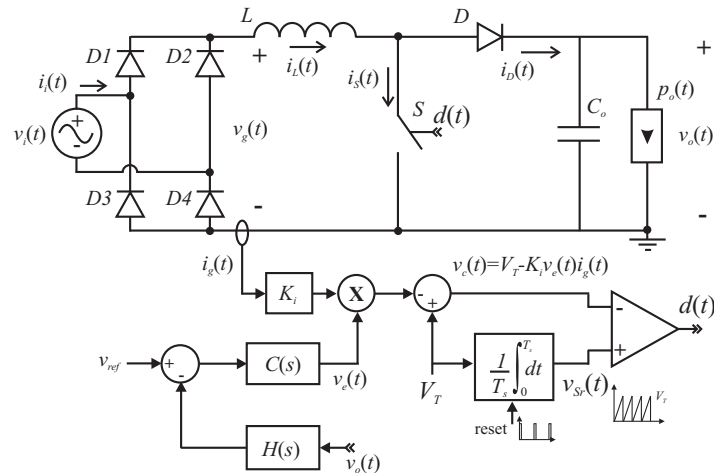 L
D
D1
D2
+
i_L(t)
i_D(t)
+
i_i(t)
i_S(t)
S
d(t)
C_o
p_o(t)
v_i(t)
+
-
v_g(t)
v_o(t)
D3
D4
-
-
i_g(t)
K_i
X
-
+
v_c(t)=V_T-K_i v_e(t)i_g(t)
-
+
d(t)
v_ref
+
-
C(s)
v_e(t)
V_T
1/T_s ∫_0^{T_s} dt
v_Sr(t)
V_T
reset
H(s)
v_o(t)